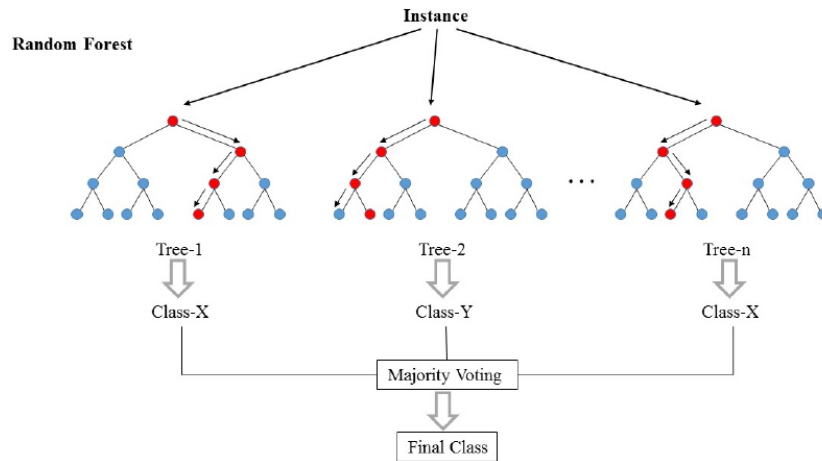 Instance
Random Forest
...
Tree-1 Tree-2 Tree-n
Class-X Class-Y Class-X
Majority Voting
Final Class